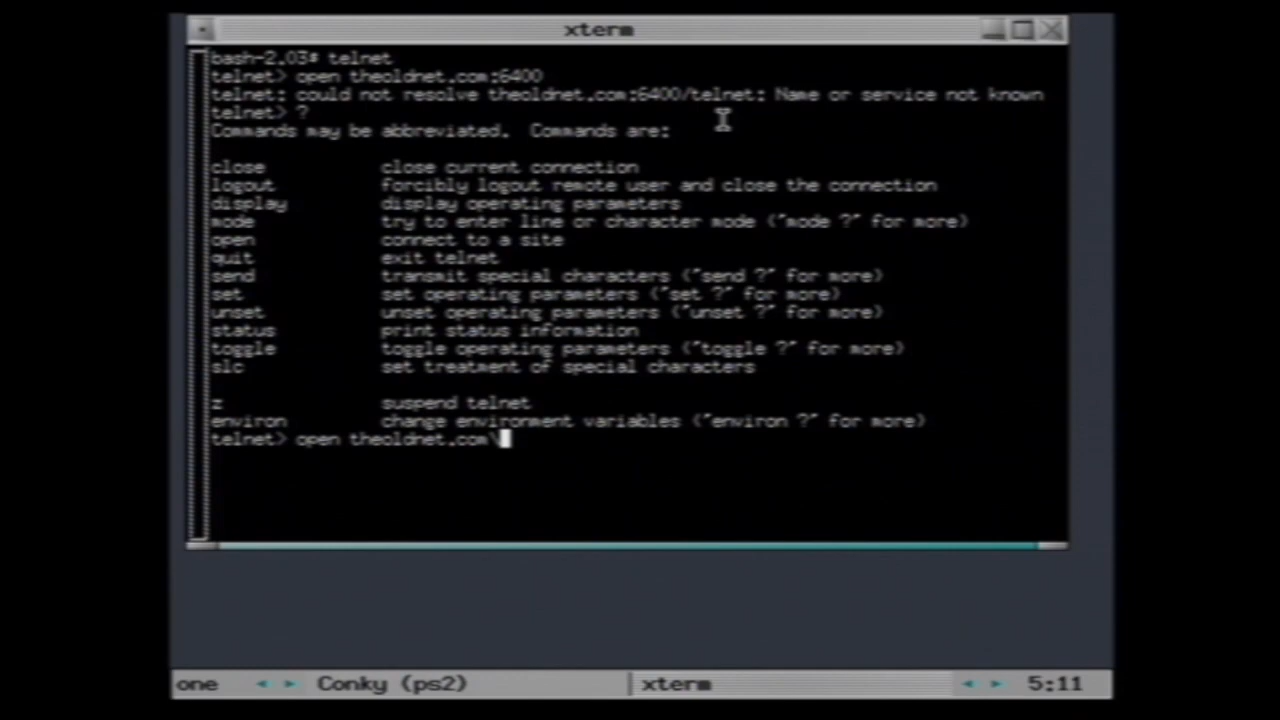 xterm
bash-2.03# telnet
telnet> open theoldnet.com:6400
telnet: could not resolve theoldnet.com:6400/telnet: Name or service not known
telnet> ?
Commands may be abbreviated.  Commands are:
close           close current connection
logout          forcibly logout remote user and close the connection
display         display operating parameters
mode            try to enter line or character mode ("mode ?" for more)
open            connect to a site
quit            exit telnet
send            transmit special characters ("send ?" for more)
set             set operating parameters ("set ?" for more)
unset           unset operating parameters ("unset ?" for more)
status          print status information
toggle          toggle operating parameters ("toggle ?" for more)
slc             set treatment of special characters
z               suspend telnet
environ         change environment variables ("environ ?" for more)
telnet> open theoldnet.com\
one Conky (ps2) xterm 5:11